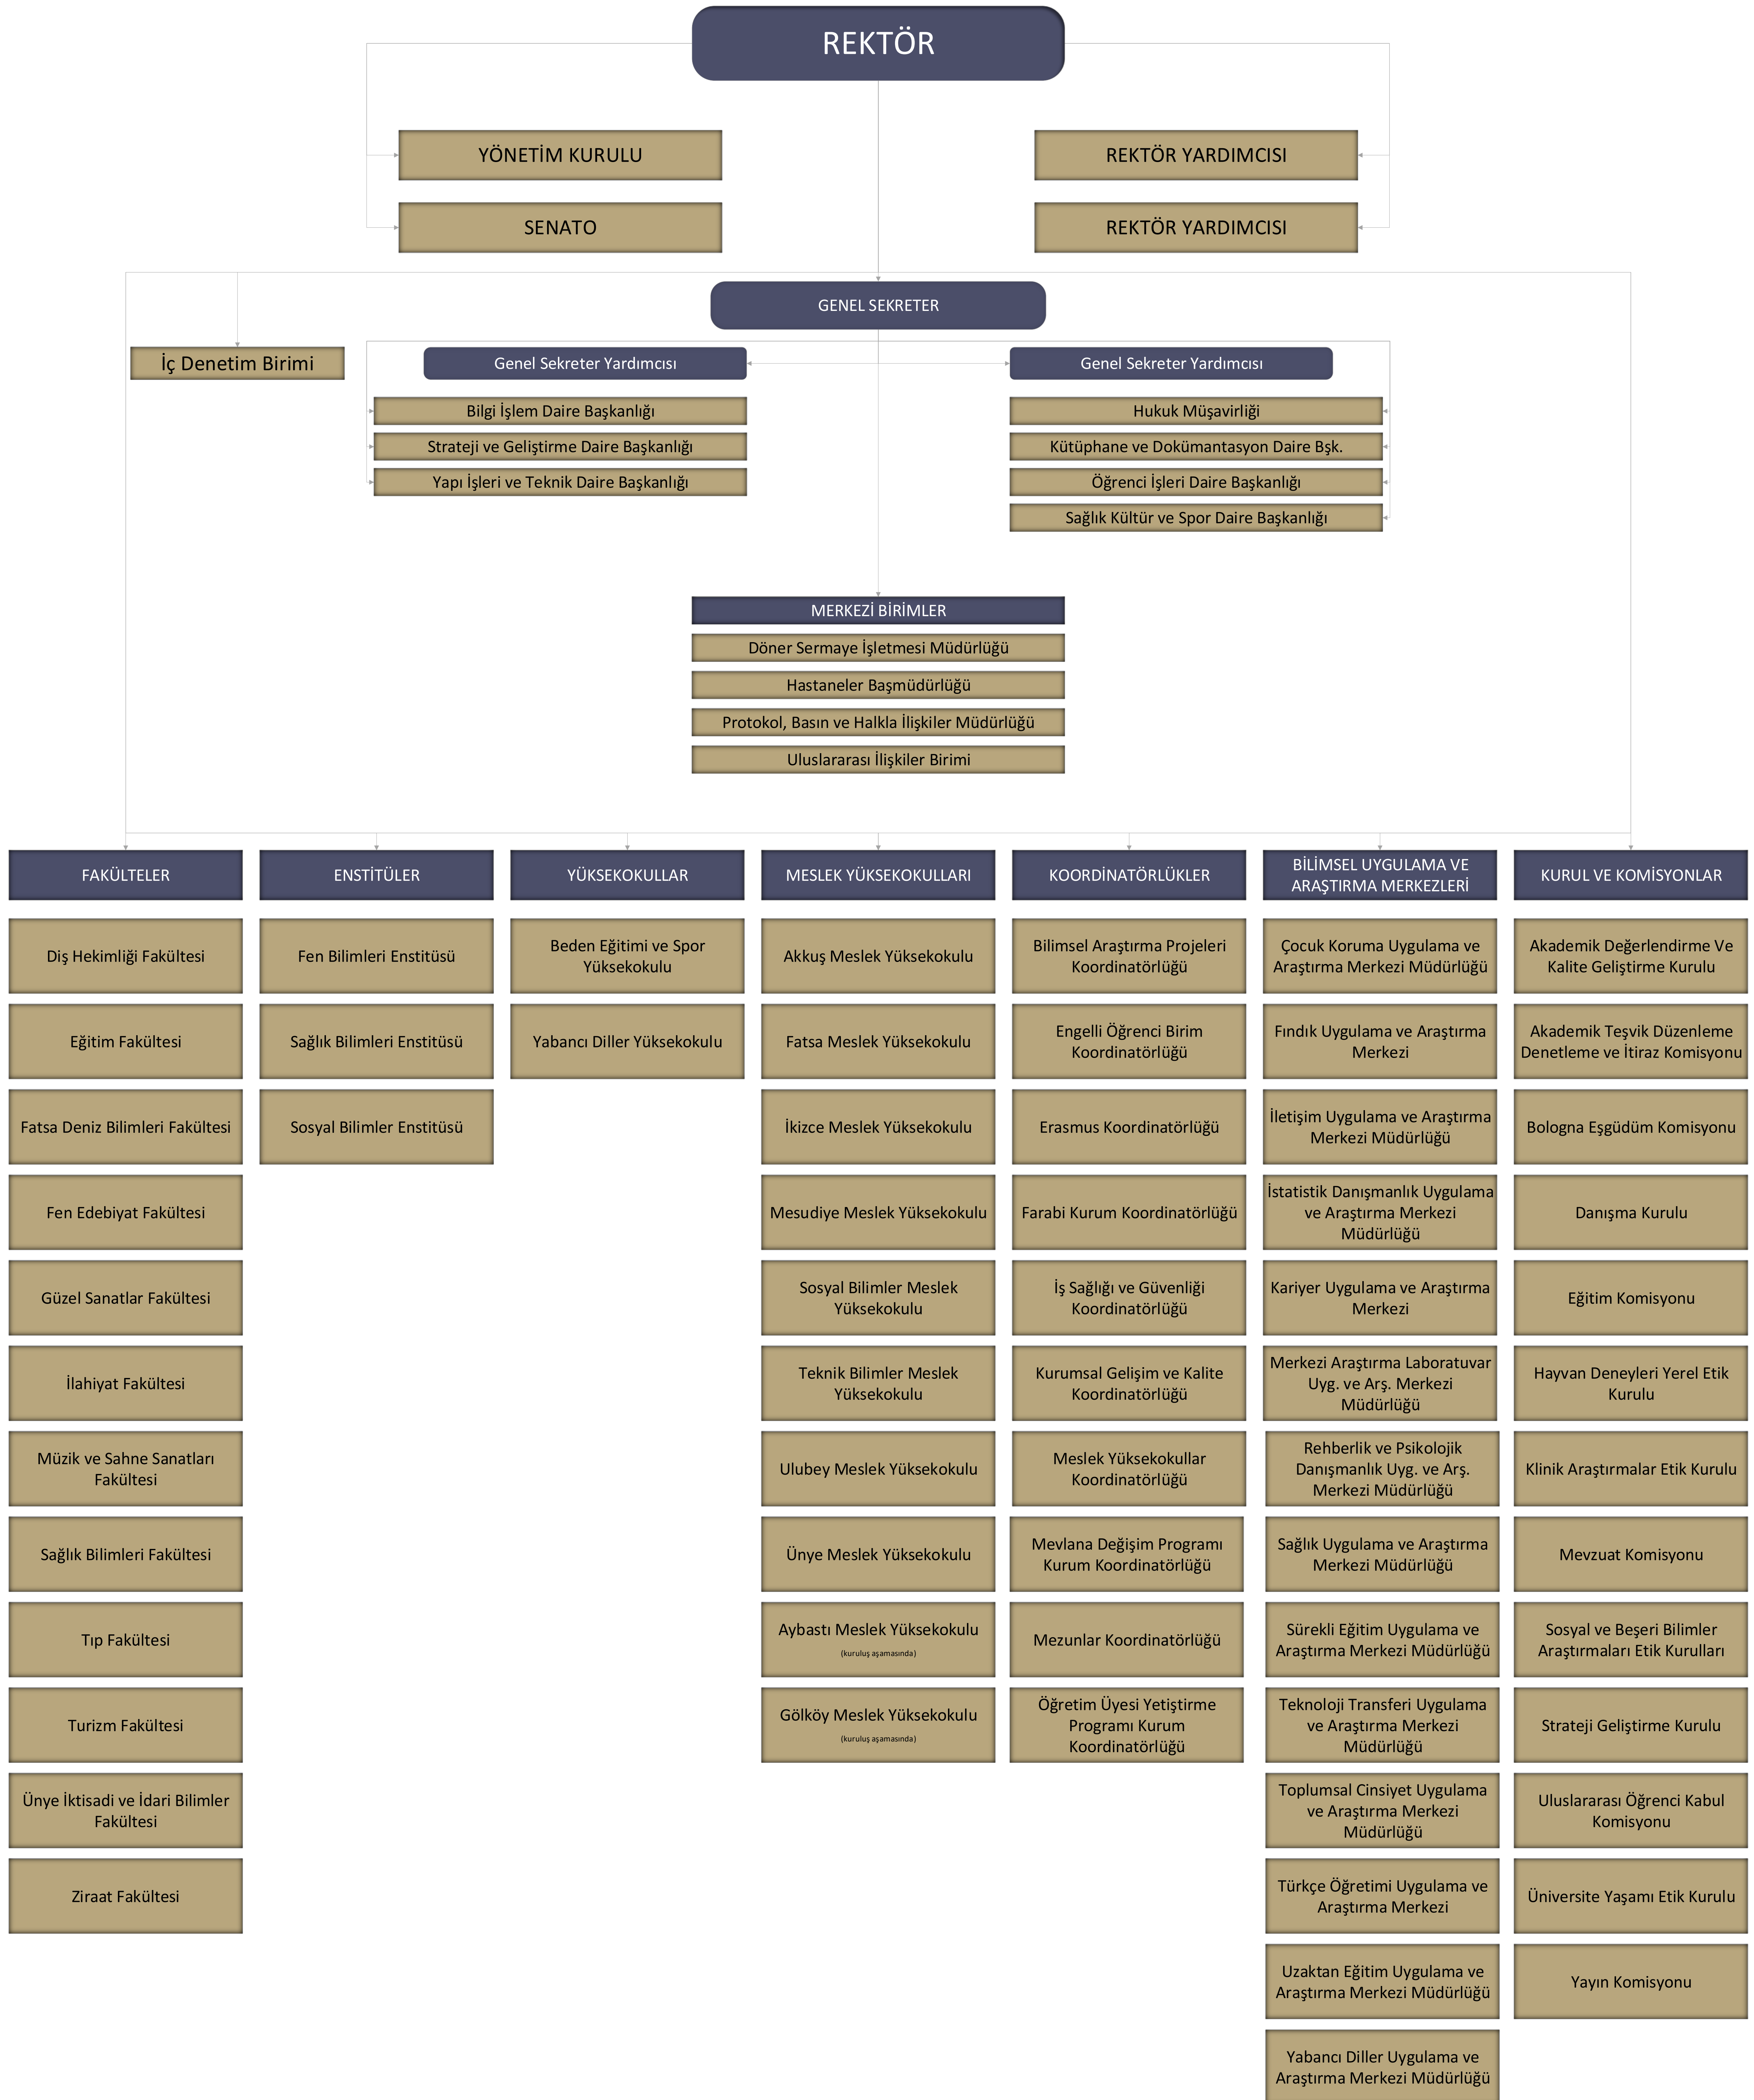 REKTÖR
YÖNETİM KURULU
REKTÖR YARDIMCISI
SENATO
REKTÖR YARDIMCISI
GENEL SEKRETER
İç Denetim Birimi
Genel Sekreter Yardımcısı
Genel Sekreter Yardımcısı
Bilgi İşlem Daire Başkanlığı
Strateji ve Geliştirme Daire Başkanlığı
Yapı İşleri ve Teknik Daire Başkanlığı
Hukuk Müşavirliği
Kütüphane ve Dokümantasyon Daire Bşk.
Öğrenci İşleri Daire Başkanlığı
Sağlık Kültür ve Spor Daire Başkanlığı
MERKEZİ BİRİMLER
Döner Sermaye İşletmesi Müdürlüğü
Hastaneler Başmüdürlüğü
Protokol, Basın ve Halkla İlişkiler Müdürlüğü
Uluslararası İlişkiler Birimi
FAKÜLTELER
Diş Hekimliği Fakültesi
Eğitim Fakültesi
Fatsa Deniz Bilimleri Fakültesi
Fen Edebiyat Fakültesi
Güzel Sanatlar Fakültesi
İlahiyat Fakültesi
Müzik ve Sahne Sanatları
Fakültesi
Sağlık Bilimleri Fakültesi
Tıp Fakültesi
Turizm Fakültesi
Ünye İktisadi ve İdari Bilimler
Fakültesi
Ziraat Fakültesi
ENSTİTÜLER
Fen Bilimleri Enstitüsü
Sağlık Bilimleri Enstitüsü
Sosyal Bilimler Enstitüsü
YÜKSEKOKULLAR
Beden Eğitimi ve Spor
Yüksekokulu
Yabancı Diller Yüksekokulu
MESLEK YÜKSEKOKULLARI
Akkuş Meslek Yüksekokulu
Fatsa Meslek Yüksekokulu
İkizce Meslek Yüksekokulu
Mesudiye Meslek Yüksekokulu
Sosyal Bilimler Meslek
Yüksekokulu
Teknik Bilimler Meslek
Yüksekokulu
Ulubey Meslek Yüksekokulu
Ünye Meslek Yüksekokulu
Aybastı Meslek Yüksekokulu
(kuruluş aşamasında)
Gölköy Meslek Yüksekokulu
(kuruluş aşamasında)
KOORDİNATÖRLÜKLER
Bilimsel Araştırma Projeleri
Koordinatörlüğü
Engelli Öğrenci Birim
Koordinatörlüğü
Erasmus Koordinatörlüğü
Farabi Kurum Koordinatörlüğü
İş Sağlığı ve Güvenliği
Koordinatörlüğü
Kurumsal Gelişim ve Kalite
Koordinatörlüğü
Meslek Yüksekokullar
Koordinatörlüğü
Mevlana Değişim Programı
Kurum Koordinatörlüğü
Mezunlar Koordinatörlüğü
Öğretim Üyesi Yetiştirme
Programı Kurum
Koordinatörlüğü
BİLİMSEL UYGULAMA VE
ARAŞTIRMA MERKEZLERİ
Çocuk Koruma Uygulama ve
Araştırma Merkezi Müdürlüğü
Fındık Uygulama ve Araştırma
Merkezi
İletişim Uygulama ve Araştırma
Merkezi Müdürlüğü
İstatistik Danışmanlık Uygulama
ve Araştırma Merkezi
Müdürlüğü
Kariyer Uygulama ve Araştırma
Merkezi
Merkezi Araştırma Laboratuvar
Uyg. ve Arş. Merkezi
Müdürlüğü
Rehberlik ve Psikolojik
Danışmanlık Uyg. ve Arş.
Merkezi Müdürlüğü
Sağlık Uygulama ve Araştırma
Merkezi Müdürlüğü
Sürekli Eğitim Uygulama ve
Araştırma Merkezi Müdürlüğü
Teknoloji Transferi Uygulama
ve Araştırma Merkezi
Müdürlüğü
Toplumsal Cinsiyet Uygulama
ve Araştırma Merkezi
Müdürlüğü
Türkçe Öğretimi Uygulama ve
Araştırma Merkezi
Uzaktan Eğitim Uygulama ve
Araştırma Merkezi Müdürlüğü
Yabancı Diller Uygulama ve
Araştırma Merkezi Müdürlüğü
KURUL VE KOMİSYONLAR
Akademik Değerlendirme Ve
Kalite Geliştirme Kurulu
Akademik Teşvik Düzenleme
Denetleme ve İtiraz Komisyonu
Bologna Eşgüdüm Komisyonu
Danışma Kurulu
Eğitim Komisyonu
Hayvan Deneyleri Yerel Etik
Kurulu
Klinik Araştırmalar Etik Kurulu
Mevzuat Komisyonu
Sosyal ve Beşeri Bilimler
Araştırmaları Etik Kurulları
Strateji Geliştirme Kurulu
Uluslararası Öğrenci Kabul
Komisyonu
Üniversite Yaşamı Etik Kurulu
Yayın Komisyonu